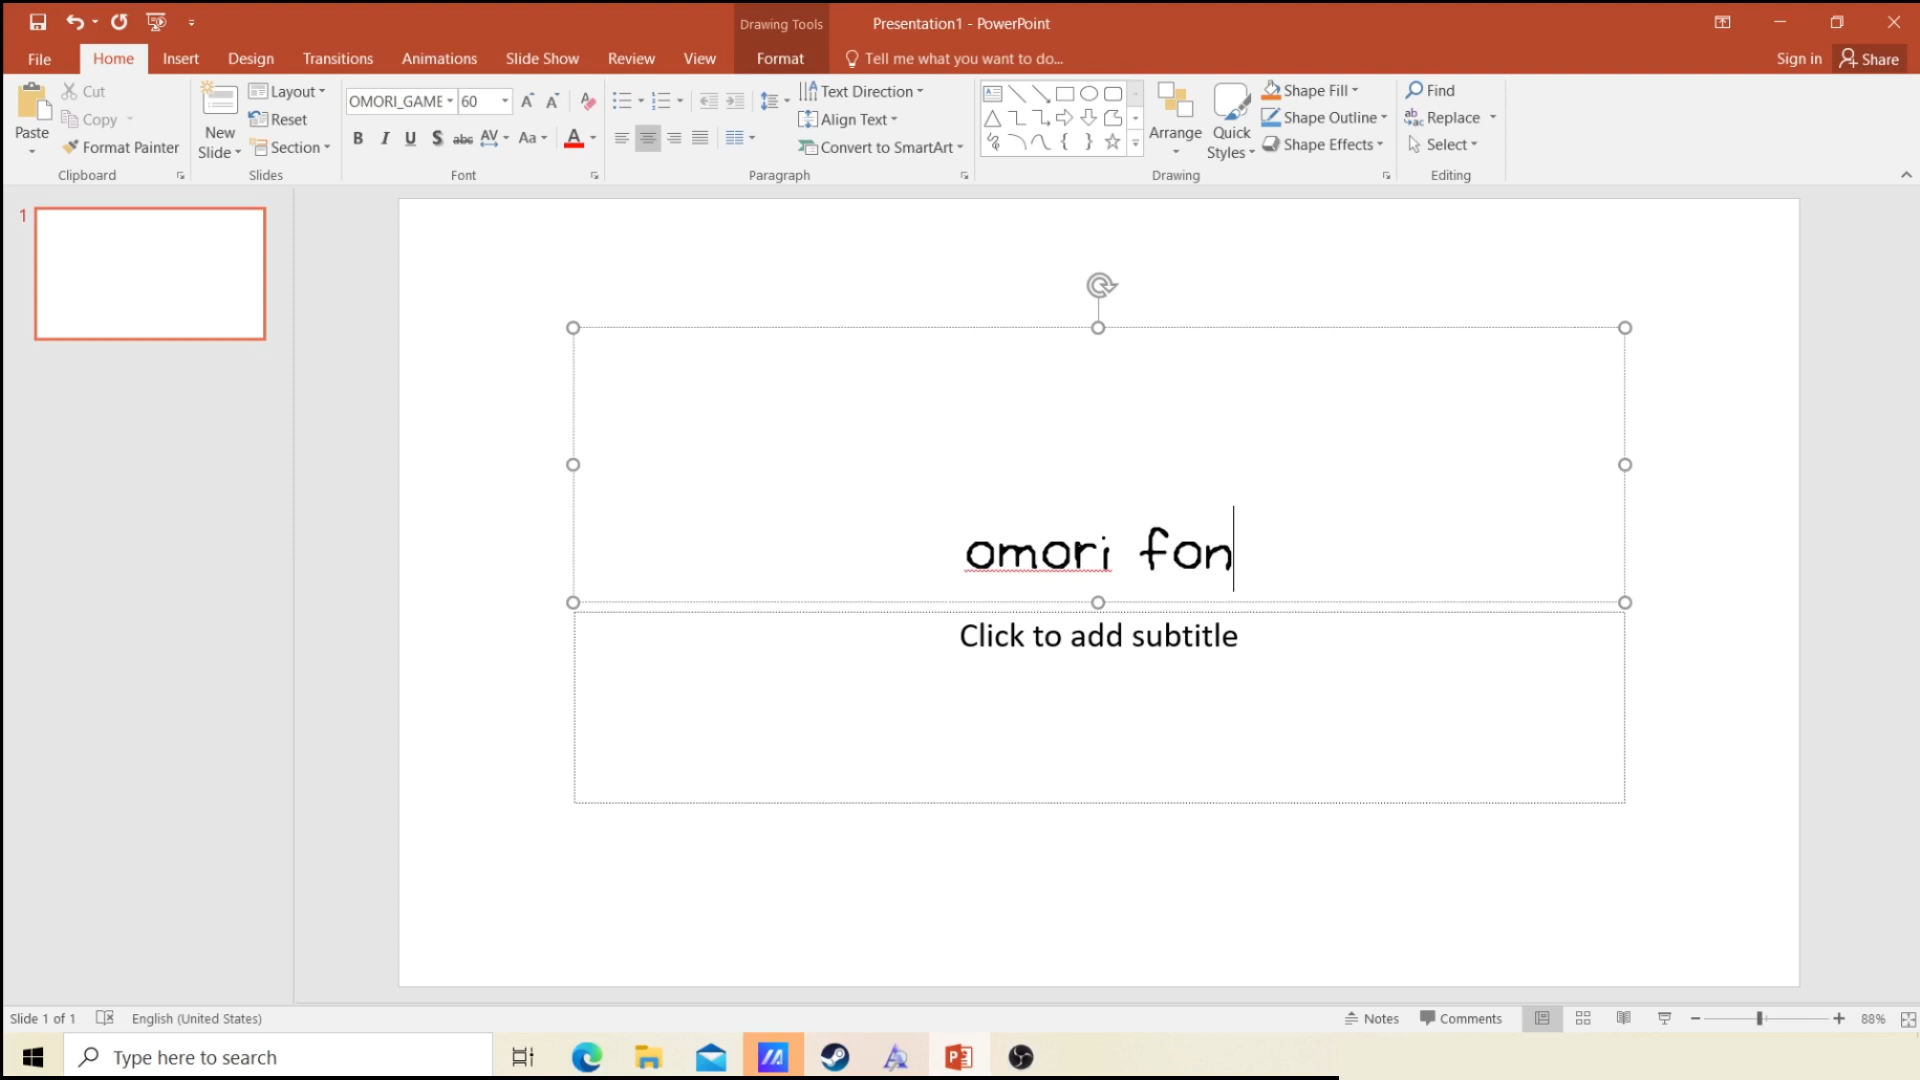 Drawing Tools
Presentation1 - PowerPoint
File
Home
Insert
Design
Transitions
Animations
Slide Show
Review
View
Format
Tell me what you want to do...
Sign in
Share
Paste
Cut
Copy
Format Painter
Clipboard
New Slide
Layout
Reset
Section
Slides
OMORI_GAME
60
B I U S abc AV Aa A
Font
Text Direction
Align Text
Convert to SmartArt
Paragraph
Arrange
Quick Styles
Shape Fill
Shape Outline
Shape Effects
Drawing
Find
Replace
Select
Editing
1
omori fon
Click to add subtitle
Slide 1 of 1
English (United States)
Notes
Comments
88%
Type here to search